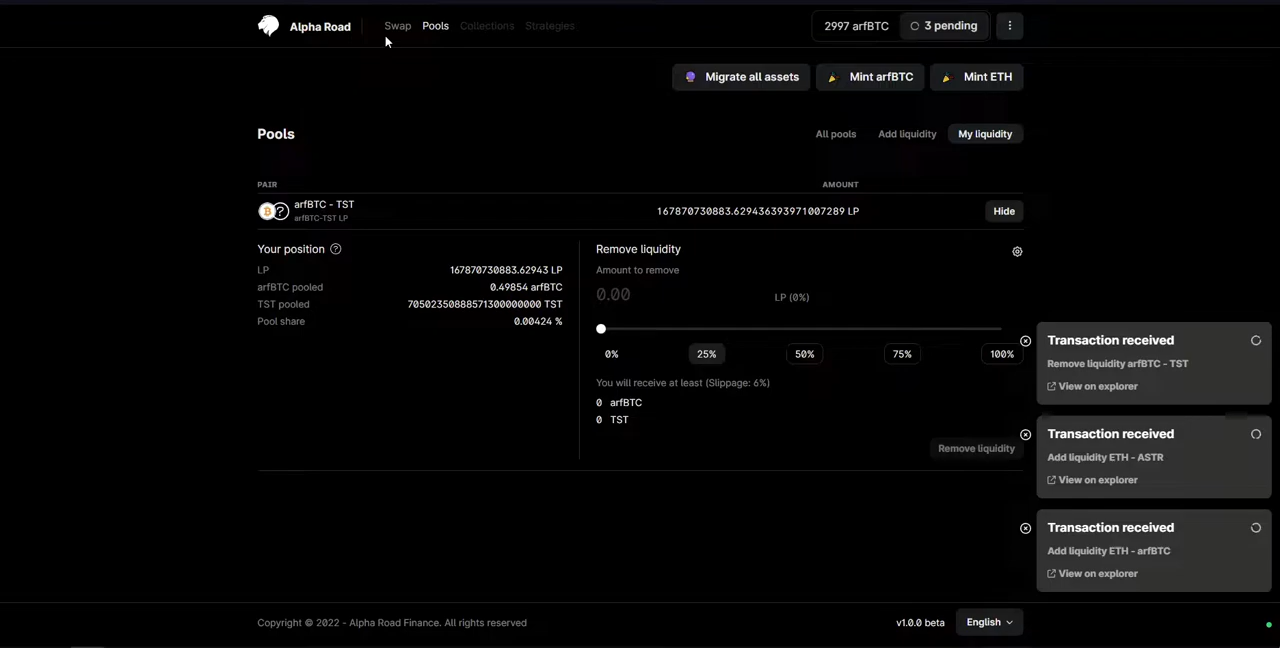 Alpha Road
Swap
Pools
Collections
Strategies
2997 arfBTC
3 pending
Migrate all assets
Mint arfBTC
Mint ETH
Pools
All pools
Add liquidity
My liquidity
PAIR
AMOUNT
arfBTC - TST
arfBTC-TST LP
167870730883.629436393971007289 LP
Hide
Your position
LP
167870730883.62943 LP
arfBTC pooled
0.49854 arfBTC
TST pooled
70502350888571300000000 TST
Pool share
0.00424 %
Remove liquidity
Amount to remove
0.00
LP (0%)
0%
25%
50%
75%
100%
You will receive at least (Slippage: 6%)
0 arfBTC
0 TST
Remove liquidity
Transaction received
Remove liquidity arfBTC - TST
View on explorer
Transaction received
Add liquidity ETH - ASTR
View on explorer
Transaction received
Add liquidity ETH - arfBTC
View on explorer
Copyright © 2022 - Alpha Road Finance. All rights reserved
v1.0.0 beta
English